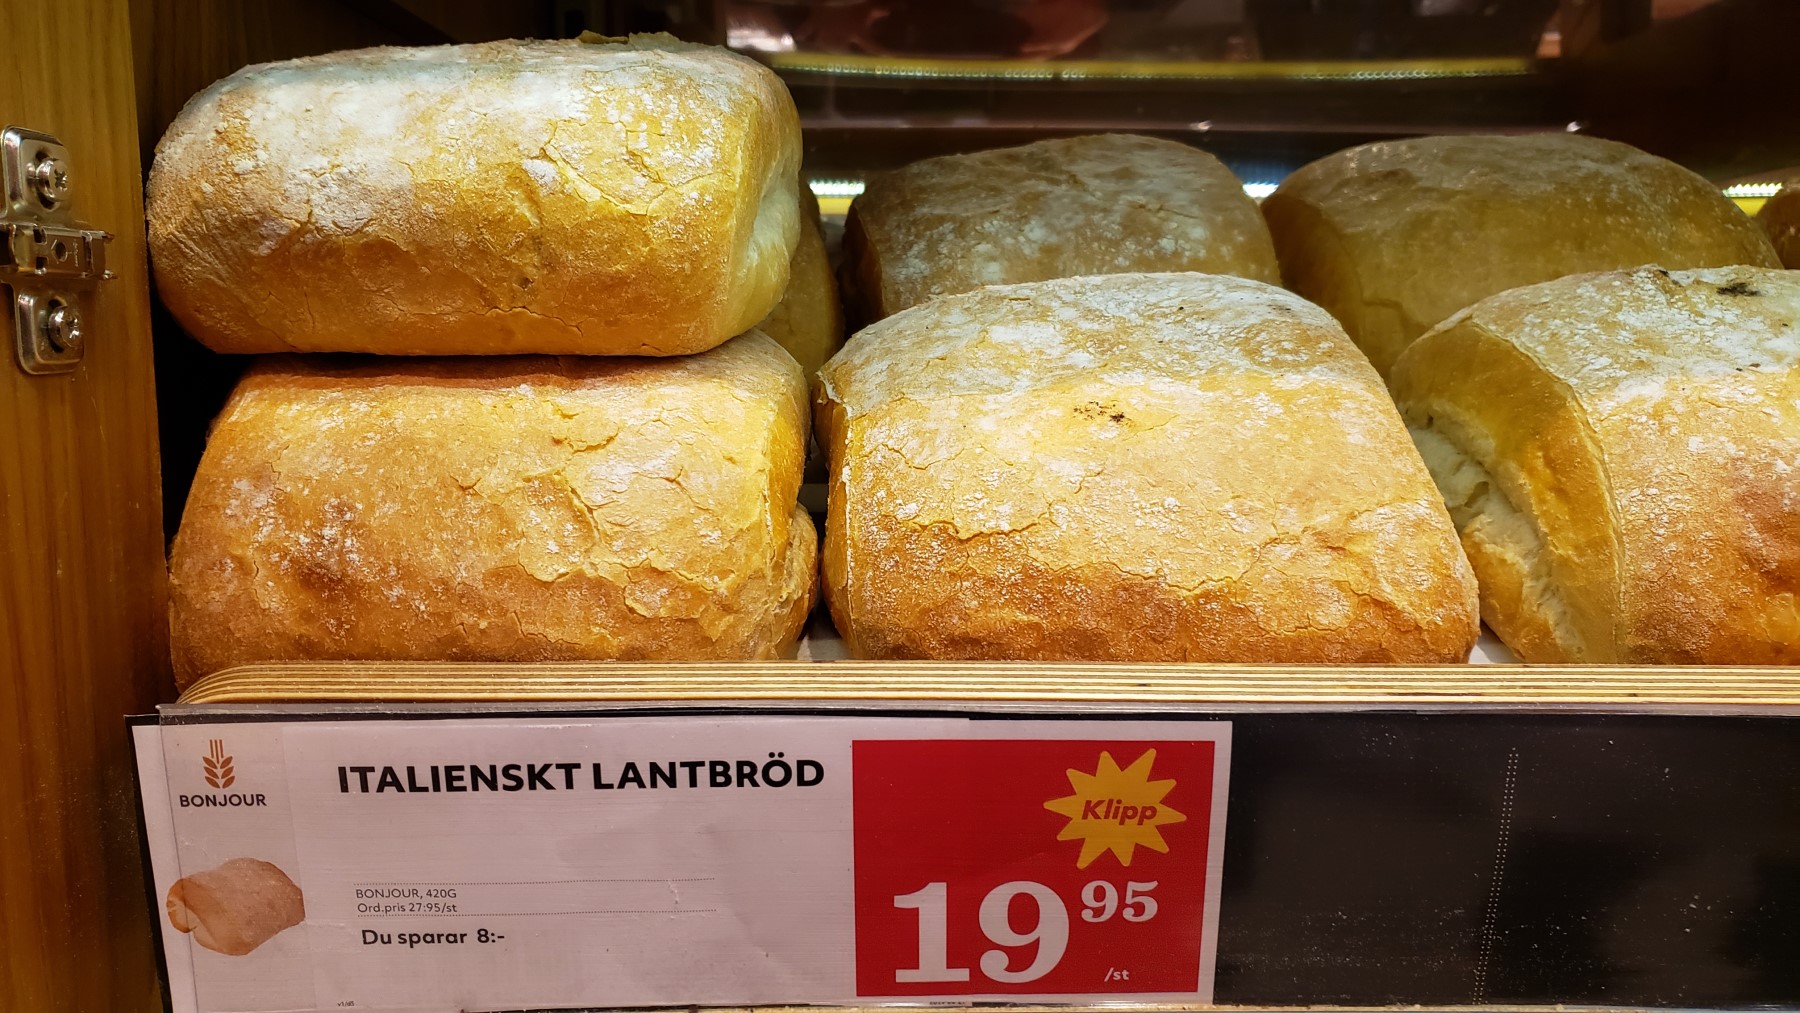 BONJOUR
ITALIENSKT LANTBRÖD
BONJOUR, 420G
Ord.pris 27:95/st
Du sparar 8:-
Klipp
19 95
/st